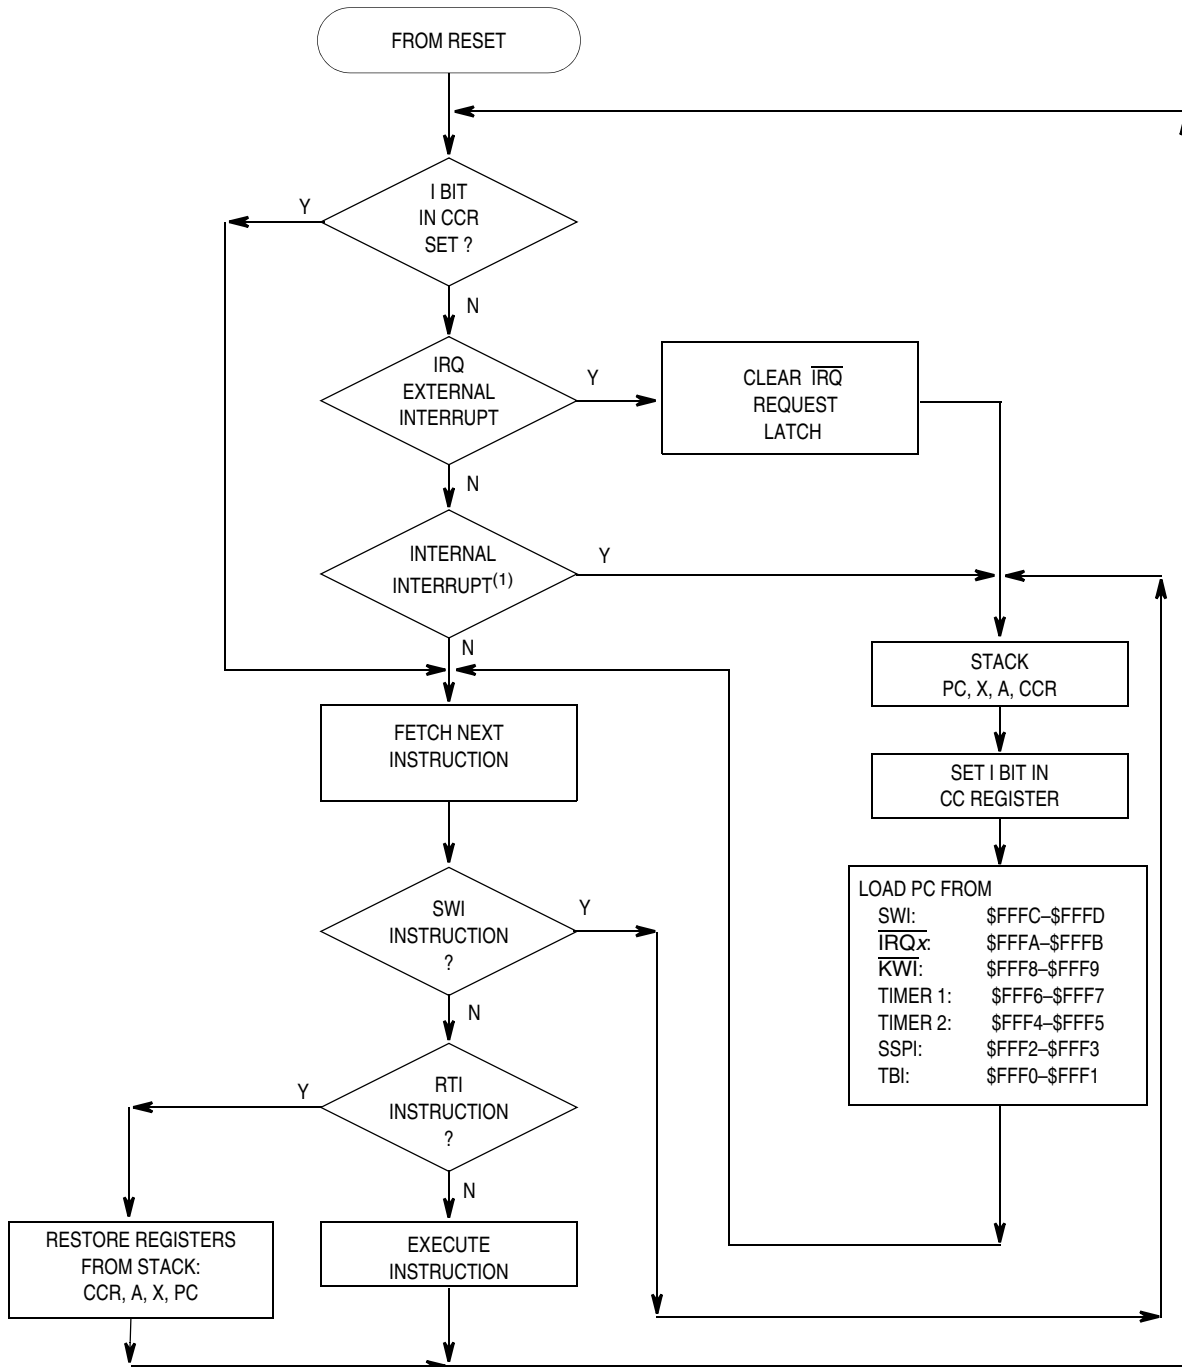 FROM RESET
I BIT
IN CCR
SET ?
Y
N
IRQ
EXTERNAL
INTERRUPT
Y
CLEAR IRQ
REQUEST
LATCH
N
INTERNAL
INTERRUPT(1)
Y
N
STACK
PC, X, A, CCR
FETCH NEXT
INSTRUCTION
SET I BIT IN
CC REGISTER
SWI
INSTRUCTION
?
Y
N
LOAD PC FROM
SWI: $FFFC–$FFFD
IRQx: $FFFA–$FFFB
KWI: $FFF8–$FFF9
TIMER 1: $FFF6–$FFF7
TIMER 2: $FFF4–$FFF5
SSPI: $FFF2–$FFF3
TBI: $FFF0–$FFF1
RTI
INSTRUCTION
?
Y
N
RESTORE REGISTERS
FROM STACK:
CCR, A, X, PC
EXECUTE
INSTRUCTION